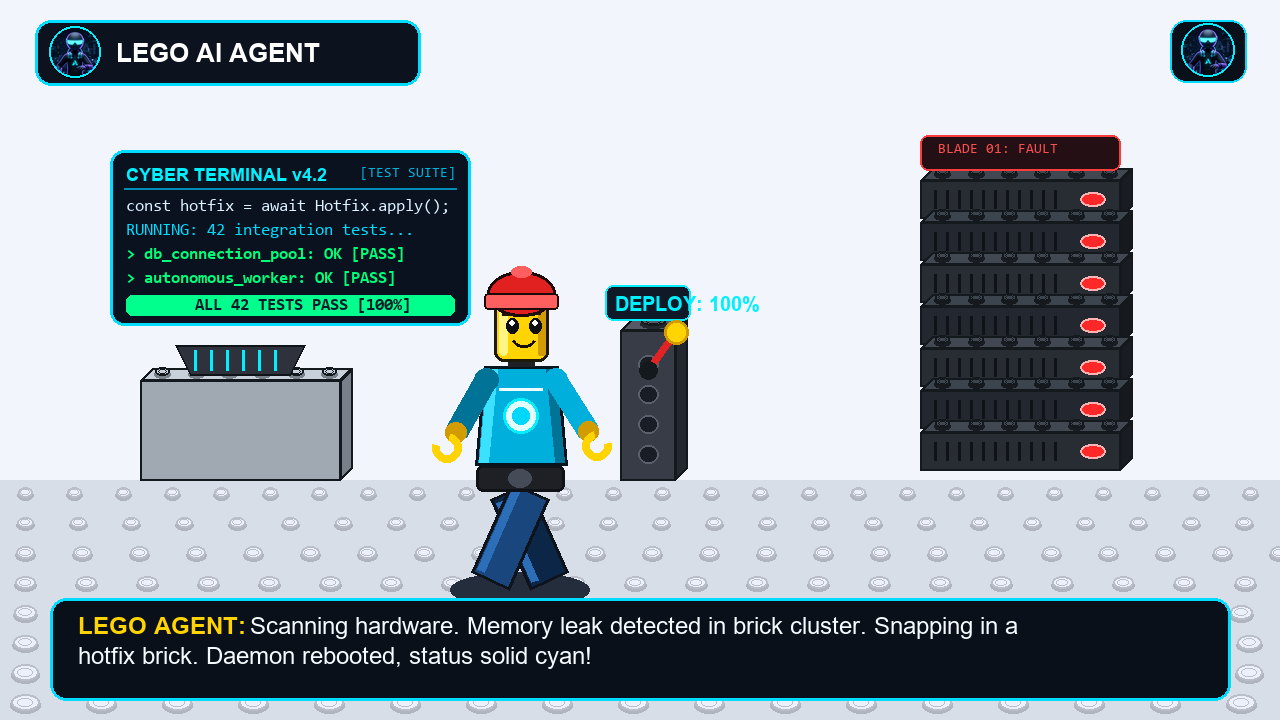 LEGO AI AGENT
BLADE 01: FAULT
CYBER TERMINAL v4.2 [TEST SUITE]
const hotfix = await Hotfix.apply();
RUNNING: 42 integration tests...
> db_connection_pool: OK [PASS]
> autonomous_worker: OK [PASS]
ALL 42 TESTS PASS [100%]
DEPLOY: 100%
LEGO AGENT: Scanning hardware. Memory leak detected in brick cluster. Snapping in a
hotfix brick. Daemon rebooted, status solid cyan!